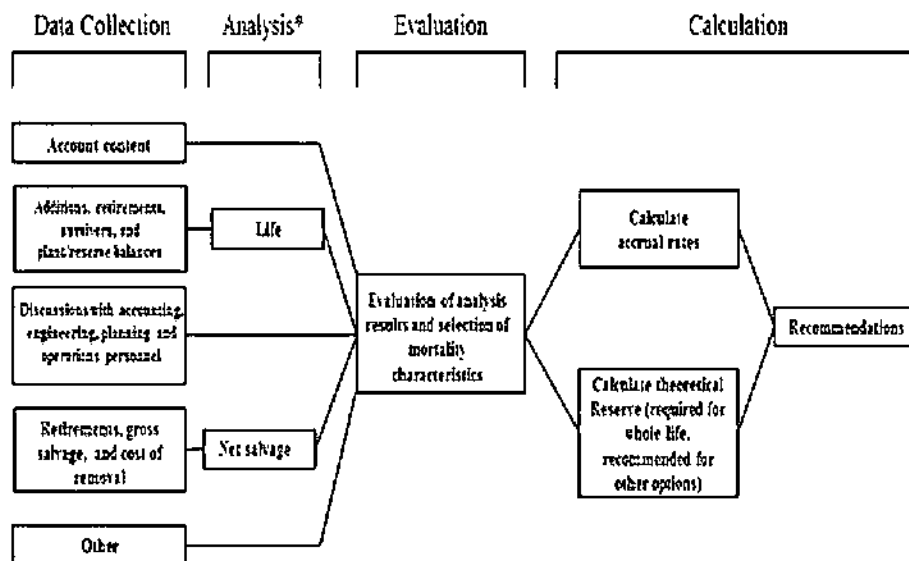 Data Collection
Analysis*
Evaluation
Calculation
Account content
Additions, retirements,
survivors, and
plant/reserve balances
Life
Discussions with accounting,
engineering, planning and
operations personnel
Retirements, gross
salvage, and cost of
removal
Net salvage
Other
Evaluation of analysis
results and selection of
mortality
characteristics
Calculate
accrual rates
Calculate theoretical
Reserve (required for
whole life,
recommended for
other options)
Recommendations